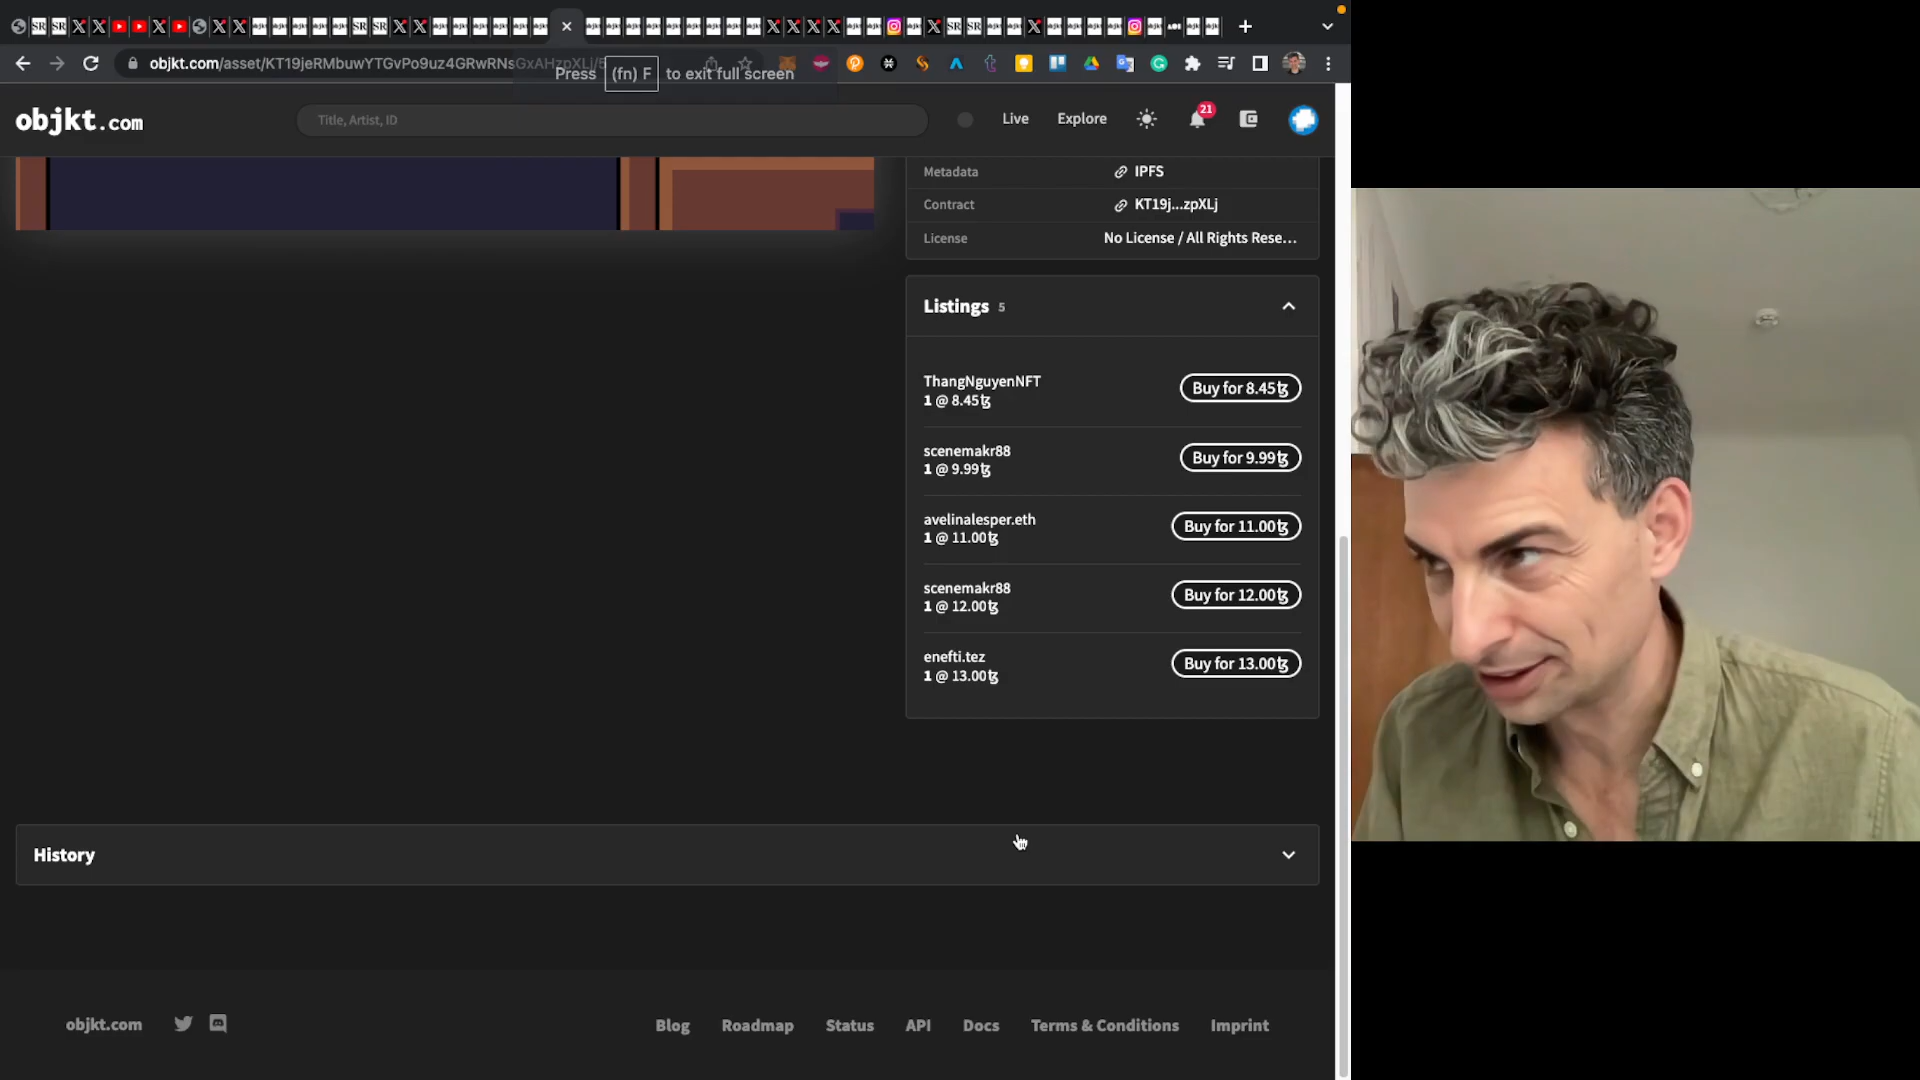 objkt.com/asset/KT19jeRMbuwYTGvPo9uz4GRwRNsGxAHzpXLj/
Press (fn) F to exit full screen
objkt.com
Title, Artist, ID
Live
Explore
21
Metadata
IPFS
Contract
KT19j...zpXLj
License
No License / All Rights Rese...
Listings 5
ThangNguyenNFT
1 @ 8.45ꜩ
Buy for 8.45ꜩ
scenemakr88
1 @ 9.99ꜩ
Buy for 9.99ꜩ
avelinalesper.eth
1 @ 11.00ꜩ
Buy for 11.00ꜩ
scenemakr88
1 @ 12.00ꜩ
Buy for 12.00ꜩ
enefti.tez
1 @ 13.00ꜩ
Buy for 13.00ꜩ
History
objkt.com
Blog
Roadmap
Status
API
Docs
Terms & Conditions
Imprint